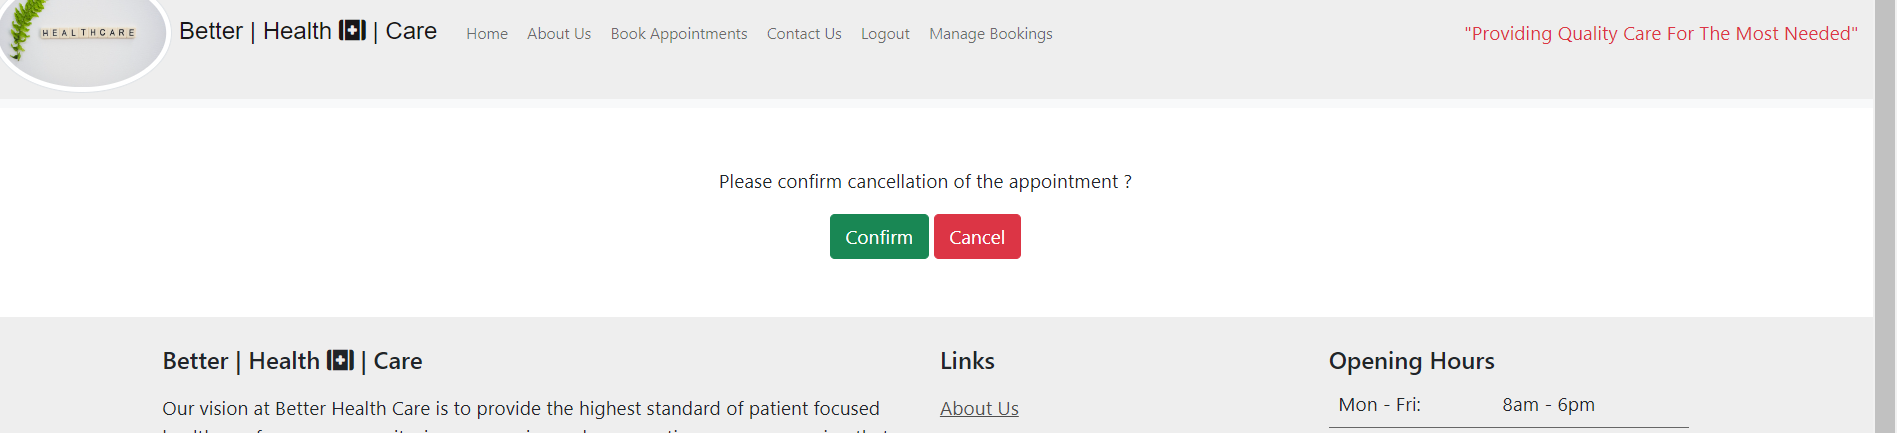 HEALTHCARE
Better | Health | Care
Home About Us Book Appointments Contact Us Logout Manage Bookings
"Providing Quality Care For The Most Needed"
Please confirm cancellation of the appointment ?
Confirm Cancel
Better | Health | Care
Our vision at Better Health Care is to provide the highest standard of patient focused
Links
About Us
Opening Hours
Mon - Fri: 8am - 6pm